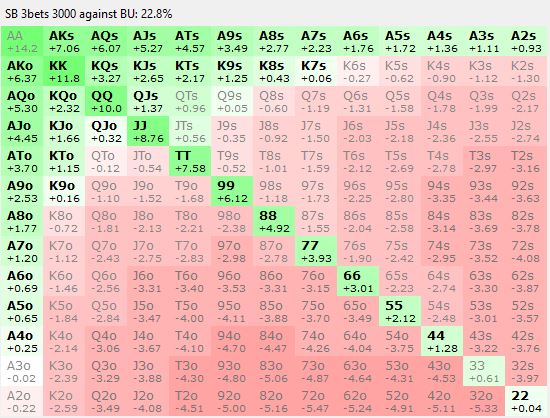 SB 3bets 3000 against BU: 22.8%
AA AKs AQs AJs ATs A9s A8s A7s A6s A5s A4s A3s A2s
+14.2 +7.06 +6.07 +5.27 +4.57 +3.49 +2.77 +2.23 +1.76 +1.72 +1.36 +1.11 +0.93
AKo KK KQs KJs KTs K9s K8s K7s K6s K5s K4s K3s K2s
+6.37 +11.8 +3.27 +2.65 +2.17 +1.25 +0.43 +0.06 -0.27 -0.62 -0.90 -1.12 -1.30
AQo KQo QQ QJs QTs Q9s Q8s Q7s Q6s Q5s Q4s Q3s Q2s
+5.30 +2.32 +10.0 +1.37 +0.96 +0.05 -0.60 -1.19 -1.31 -1.58 -1.78 -1.99 -2.17
AJo KJo QJo JJ JTs J9s J8s J7s J6s J5s J4s J3s J2s
+4.45 +1.66 +0.32 +8.76 +0.56 -0.35 -0.92 -1.50 -2.03 -2.18 -2.36 -2.55 -2.74
ATo KTo QTo JTo TT T9s T8s T7s T6s T5s T4s T3s T2s
+3.70 +1.15 -0.12 -0.54 +7.58 -0.52 -1.01 -1.59 -2.12 -2.69 -2.78 -2.97 -3.16
A9o K9o Q9o J9o T9o 99 98s 97s 96s 95s 94s 93s 92s
+2.53 +0.16 -1.10 -1.52 -1.68 +6.12 -1.18 -1.73 -2.25 -2.80 -3.35 -3.44 -3.63
A8o K8o Q8o J8o T8o 98o 88 87s 86s 85s 84s 83s 82s
+1.77 -0.72 -1.81 -2.13 -2.21 -2.38 +4.92 -1.55 -2.04 -2.58 -3.14 -3.69 -3.78
A7o K7o Q7o J7o T7o 97o 87o 77 76s 75s 74s 73s 72s
+1.20 -1.12 -2.43 -2.75 -2.83 -2.98 -2.78 +3.93 -1.90 -2.42 -2.95 -3.52 -4.08
A6o K6o Q6o J6o T6o 96o 86o 76o 66 65s 64s 63s 62s
+0.69 -1.46 -2.56 -3.31 -3.40 -3.53 -3.31 -3.15 +3.01 -2.23 -2.74 -3.30 -3.87
A5o K5o Q5o J5o T5o 95o 85o 75o 65o 55 54s 53s 52s
+0.65 -1.84 -2.84 -3.47 -4.00 -4.11 -3.88 -3.70 -3.49 +2.12 -2.48 -3.01 -3.57
A4o K4o Q4o J4o T4o 94o 84o 74o 64o 54o 44 43s 42s
+0.25 -2.14 -3.06 -3.67 -4.10 -4.70 -4.47 -4.26 -4.04 -3.75 +1.28 -3.22 -3.76
A3o K3o Q3o J3o T3o 93o 83o 73o 63o 53o 43o 33 32s
-0.02 -2.39 -3.29 -3.88 -4.30 -4.80 -5.06 -4.87 -4.64 -4.31 -4.53 +0.61 -3.97
A2o K2o Q2o J2o T2o 92o 82o 72o 62o 52o 42o 32o 22
-0.22 -2.59 -3.49 -4.08 -4.51 -5.00 -5.16 -5.47 -5.24 -4.91 -5.11 -5.33 +0.04